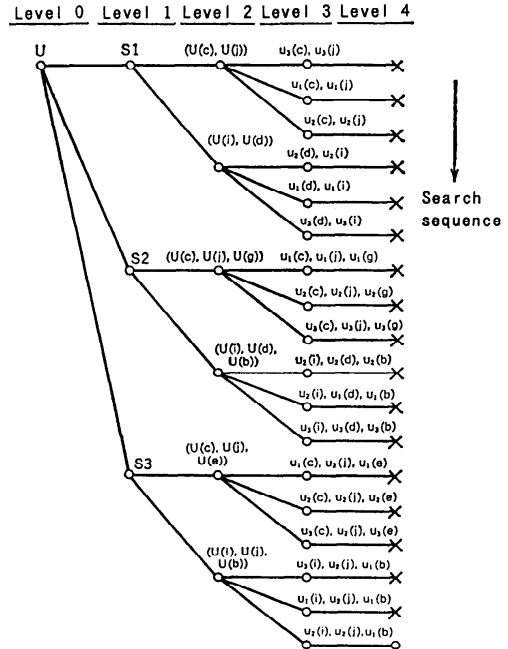 Level 0 Level 1 Level 2 Level 3 Level 4
U S1 (U(c), U(j)) u₃(c), u₃(j)
u₁(c), u₁(j)
u₂(c), u₂(j)
(U(i), U(d))
u₂(d), u₂(i)
u₁(d), u₁(i)
u₃(d), u₃(i)
Search
sequence
S2 (U(c), U(j), U(g)) u₁(c), u₁(j), u₁(g)
u₂(c), u₂(j), u₂(g)
u₃(c), u₃(j), u₃(g)
(U(i), U(d),
U(b))
u₂(i), u₂(d), u₂(b)
u₂(i), u₁(d), u₁(b)
u₃(i), u₃(d), u₃(b)
S3
(U(c), U(j),
U(e))
u₁(c), u₂(j), u₁(e)
u₂(c), u₂(j), u₂(e)
u₃(c), u₂(j), u₃(e)
(U(i), U(j),
U(b))
u₃(i), u₂(j), u₁(b)
u₁(i), u₂(j), u₁(b)
u₂(i), u₂(j), u₁(b)